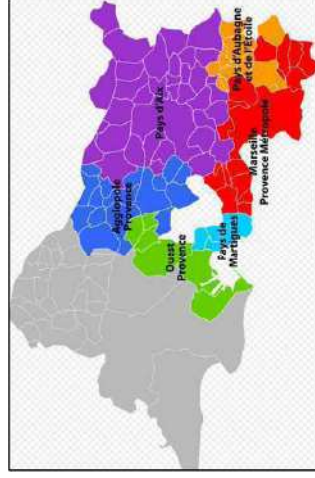 Pays d'Aix
Agglopole
Provence
Ouest
Provence
Pays de
Martigues
Marseille
Provence Métropole
Pays d'Aubagne
et de l'Etoile